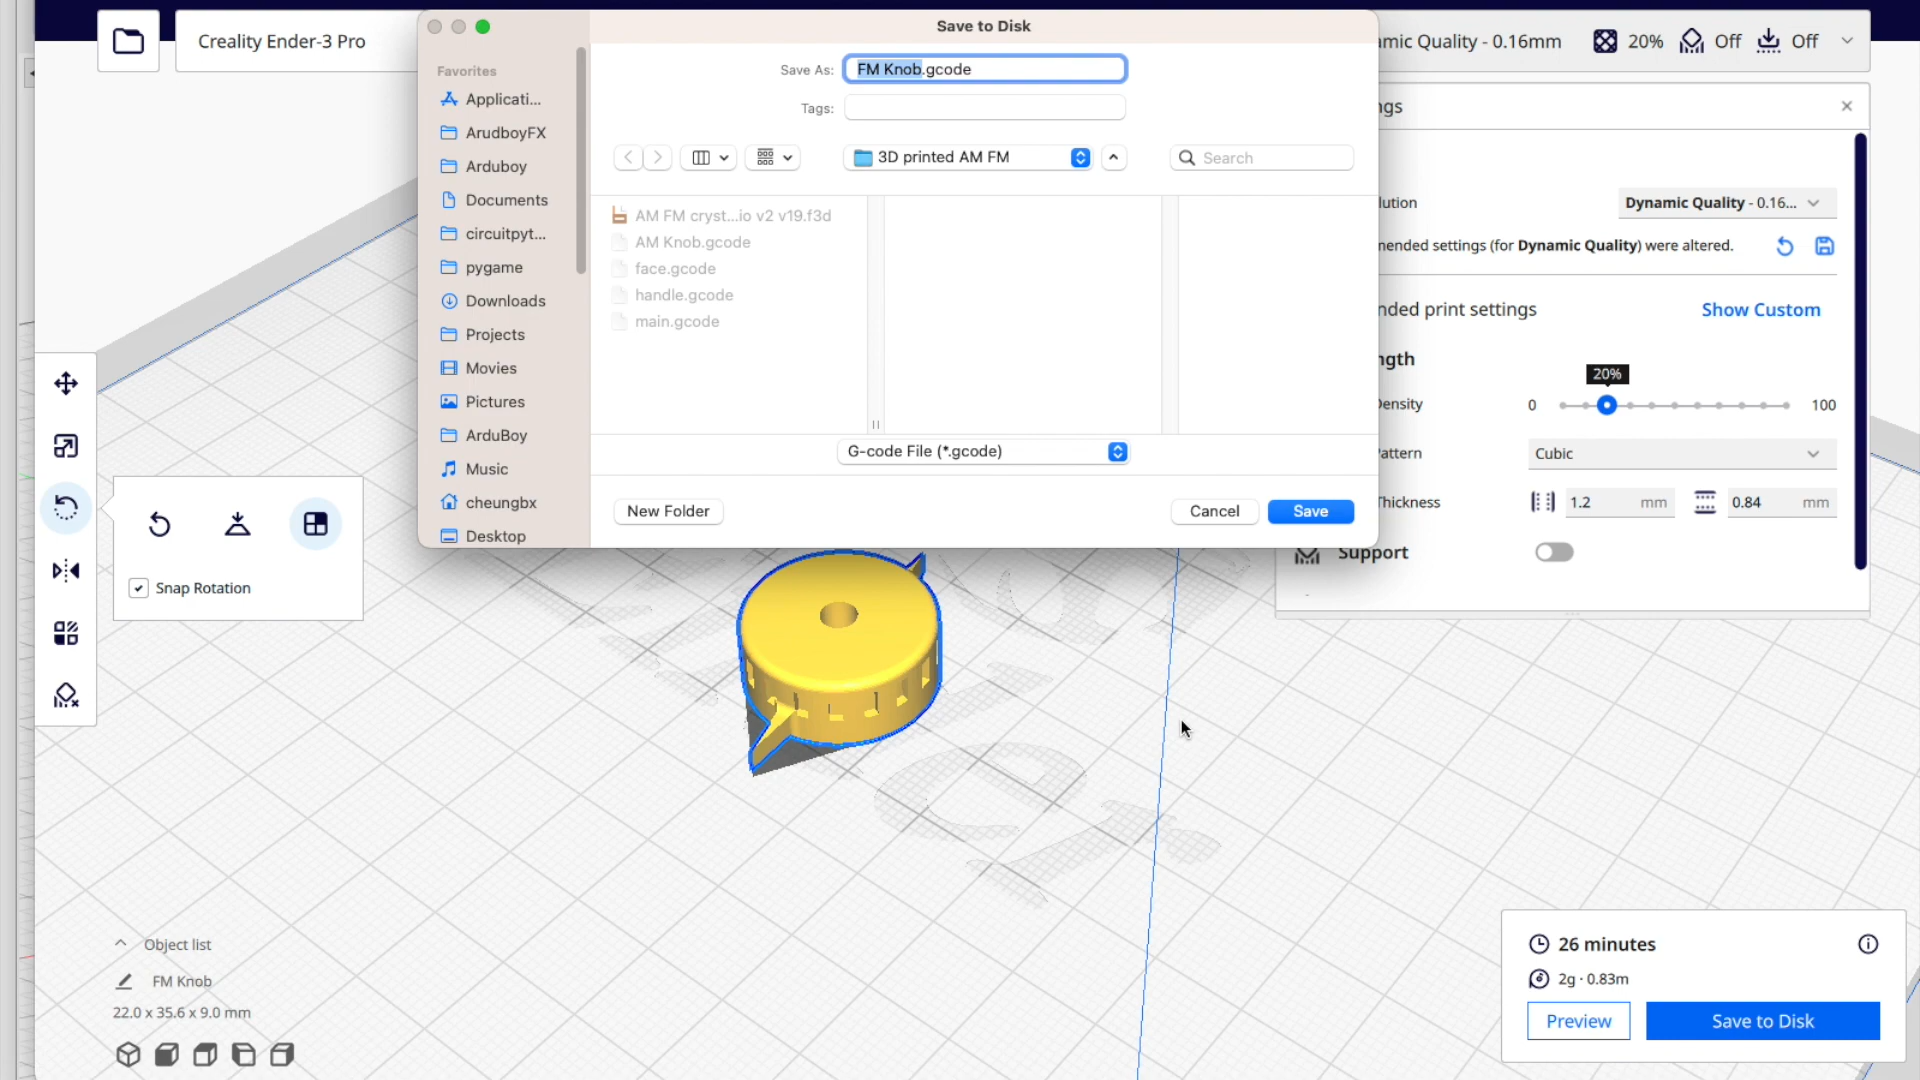 Save to Disk
Creality Ender-3 Pro
mic Quality - 0.16mm
20%
Off
Off
Favorites
Applicati...
ArudboyFX
Arduboy
Documents
circuitpyt...
pygame
Downloads
Projects
Movies
Pictures
ArduBoy
Music
cheungbx
Desktop
Save As:
FM Knob.gcode
Tags:
3D printed AM FM
Search
AM FM cryst...io v2 v19.f3d
AM Knob.gcode
face.gcode
handle.gcode
main.gcode
G-code File (*.gcode)
New Folder
Cancel
Save
ngs
lution
Dynamic Quality - 0.16...
nended settings (for Dynamic Quality) were altered.
nded print settings
Show Custom
ngth
20%
Density
0
100
attern
Cubic
Thickness
1.2 mm
0.84 mm
Support
Snap Rotation
Object list
FM Knob
22.0 x 35.6 x 9.0 mm
26 minutes
2g · 0.83m
Preview
Save to Disk